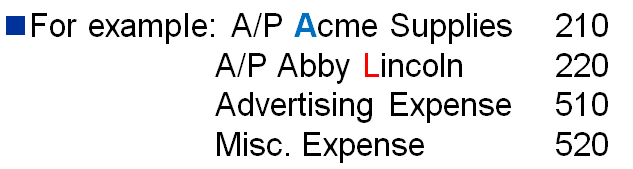 For example: A/P Acme Supplies 210
A/P Abby Lincoln 220
Advertising Expense 510
Misc. Expense 520